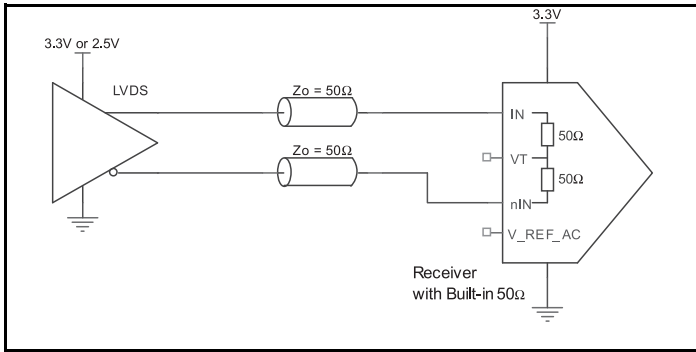 3.3V
3.3V or 2.5V
LVDS
Zo = 50Ω
IN
50Ω
VT
Zo = 50Ω
50Ω
nIN
V_REF_AC
Receiver
with Built-in 50Ω